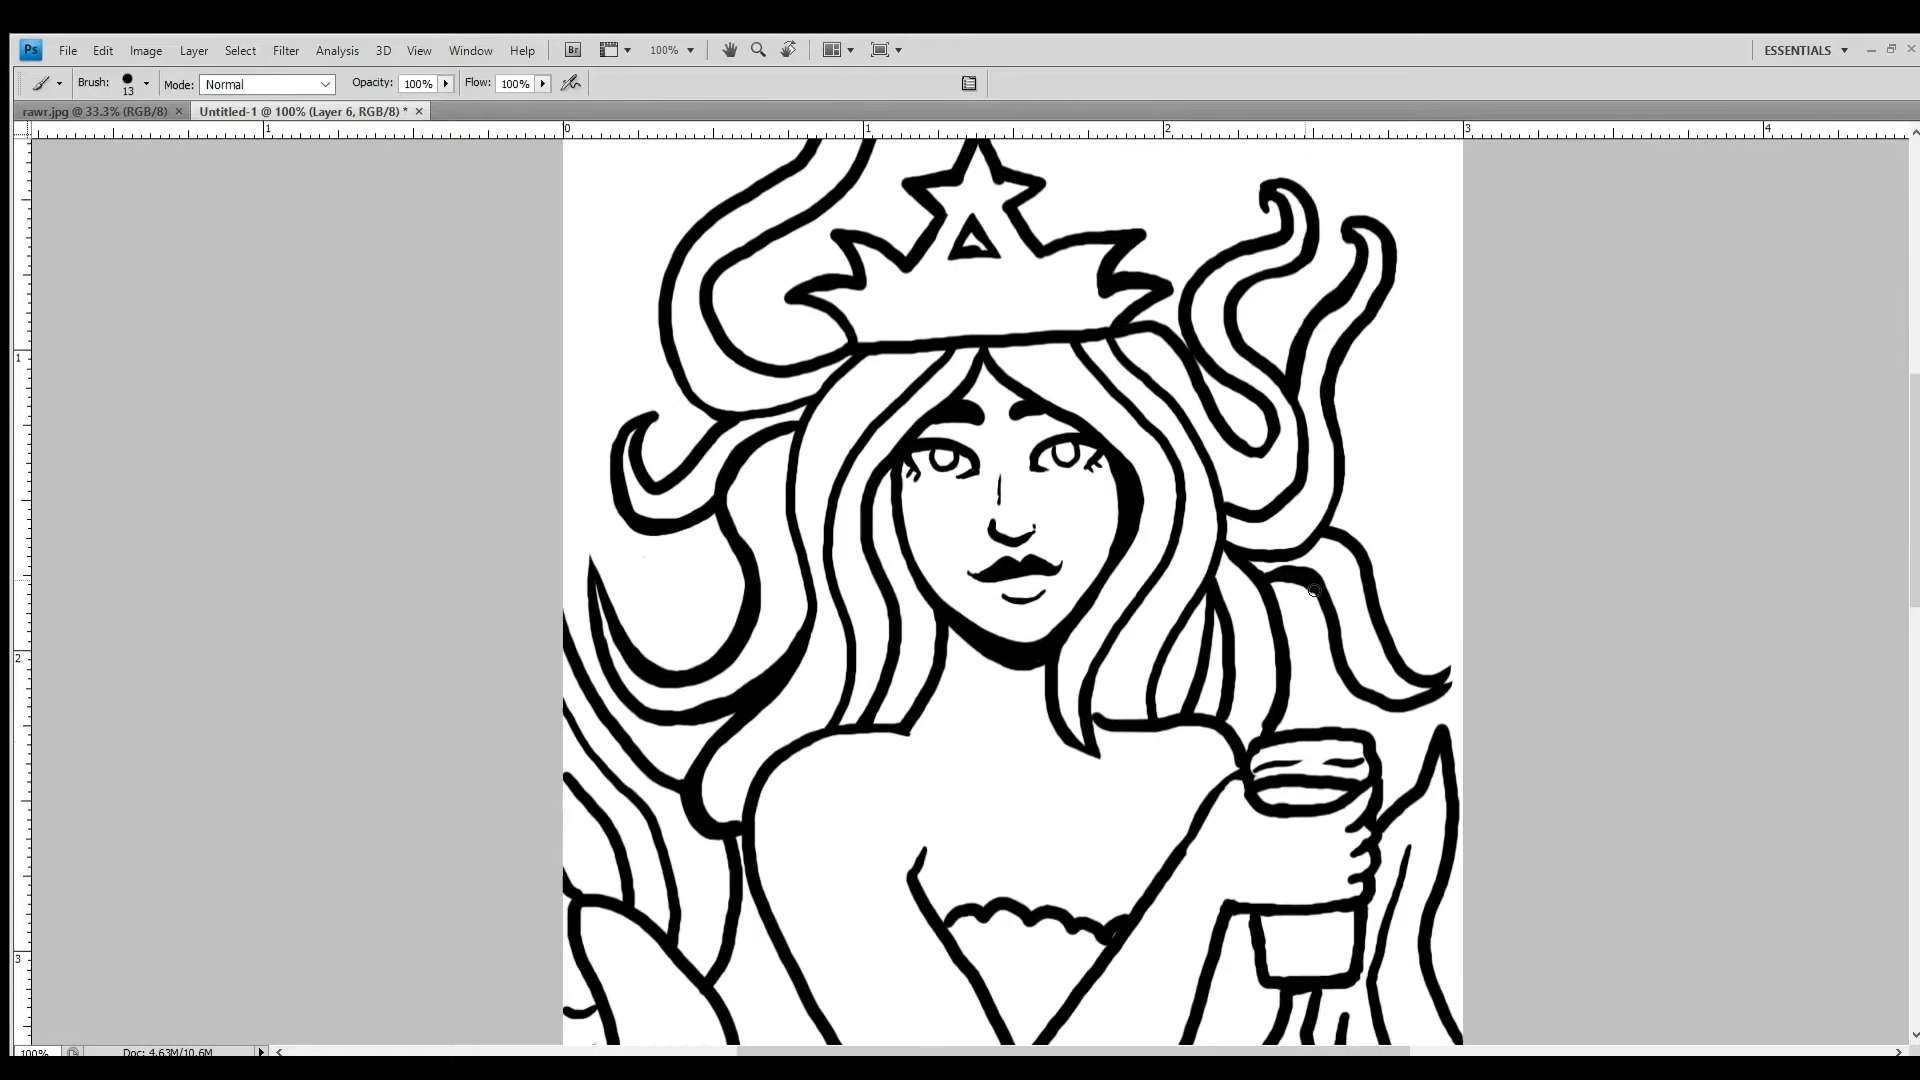 Ps File Edit Image Layer Select Filter Analysis 3D View Window Help Br 100% ESSENTIALS
Brush: 13 Mode: Normal Opacity: 100% Flow: 100%
rawr.jpg @ 33.3% (RGB/8) Untitled-1 @ 100% (Layer 6, RGB/8) *
1 0 1 2 3 4
1
2
3
100% Doc: 4.63M/10.6M